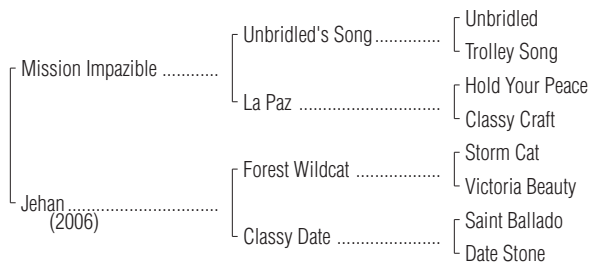 Unbridled
Unbridled's Song..............
Trolley Song
Mission Impazible ............
Hold Your Peace
La Paz ..............................
Classy Craft
Storm Cat
Forest Wildcat ..................
Victoria Beauty
Jehan................................
(2006)
Saint Ballado
Classy Date ......................
Date Stone